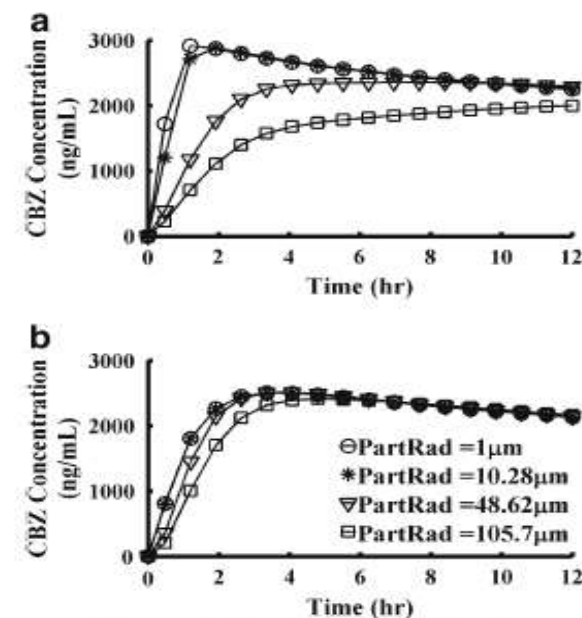 a
3000
2000
1000
0
CBZ Concentration
(ng/mL)
0 2 4 6 8 10 12
Time (hr)
b
3000
2000
1000
0
CBZ Concentration
(ng/mL)
PartRad =1μm
PartRad =10.28μm
PartRad =48.62μm
PartRad =105.7μm
0 2 4 6 8 10 12
Time (hr)